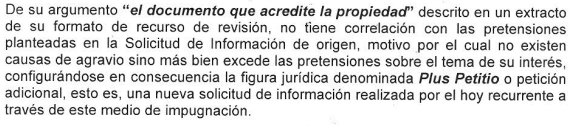 De su argumento “el documento que acredite la propiedad” descrito en un extracto
de su formato de recurso de revisión, no tiene correlación con las pretensiones
planteadas en la Solicitud de Información de origen, motivo por el cual no existen
causas de agravio sino más bien excede las pretensiones sobre el tema de su interés,
configurándose en consecuencia la figura jurídica denominada Plus Petitio o petición
adicional, esto es, una nueva solicitud de información realizada por el hoy recurrente a
través de este medio de impugnación.